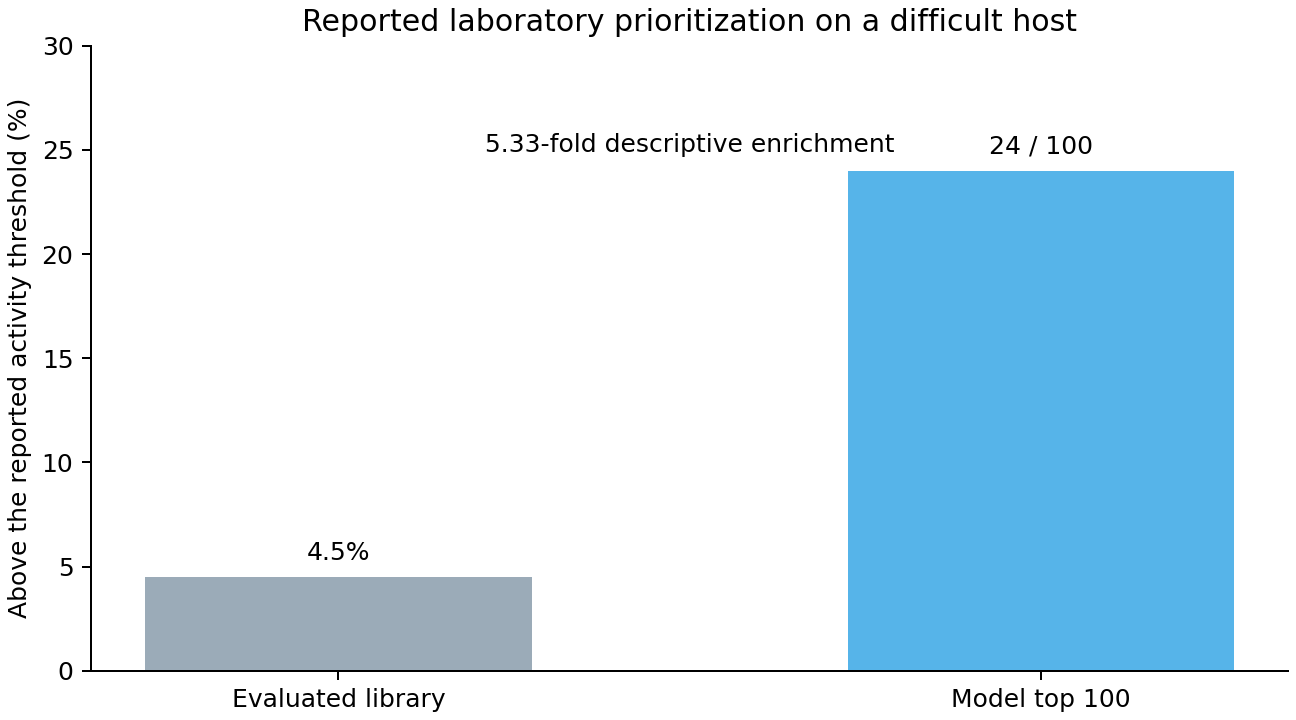 Reported laboratory prioritization on a difficult host
Above the reported activity threshold (%)
30
25
20
15
10
5
0
5.33-fold descriptive enrichment
24 / 100
4.5%
Evaluated library
Model top 100